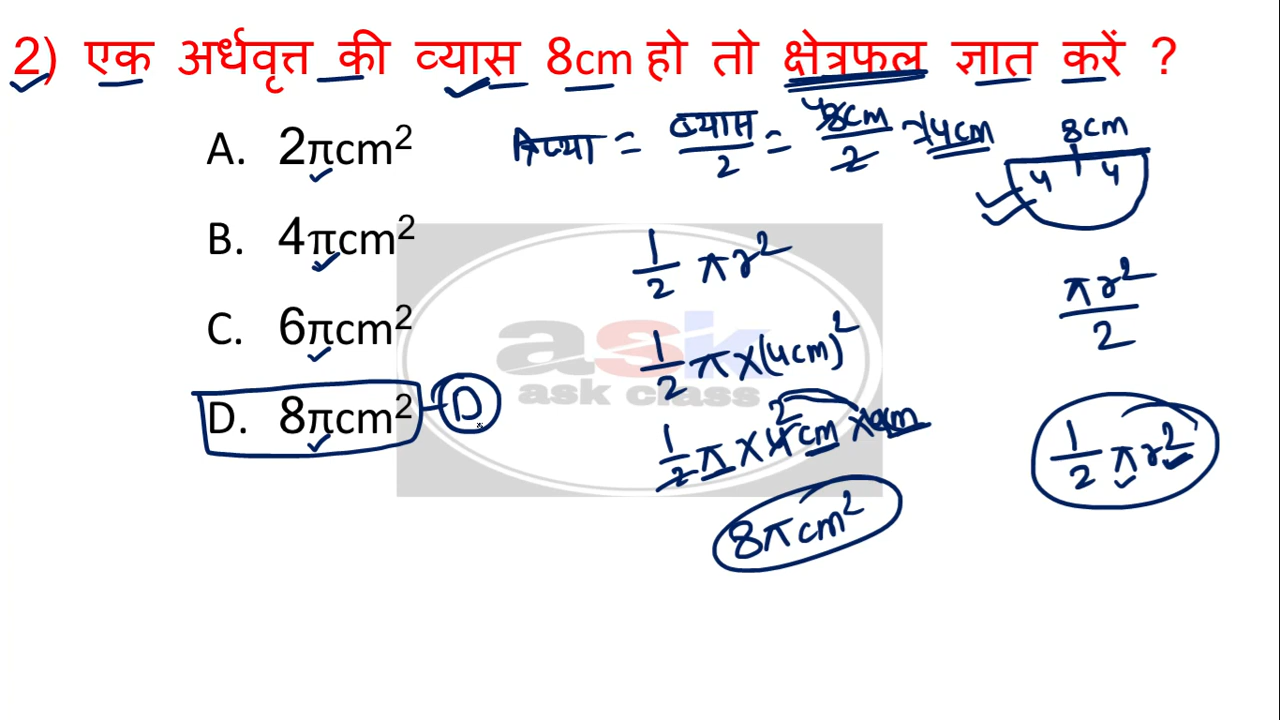 2) एक अर्धवृत्त की व्यास 8cm हो तो क्षेत्रफल ज्ञात करें ?
त्रिज्या = व्यास/2 = 8cm/2 = 4cm
4
8cm
4 4
A. 2πcm²
B. 4πcm²
C. 6πcm²
D. 8πcm²
D
1/2 πr²
1/2 π×(4cm)²
1/2 π×4cm×4cm
2
8πcm²
πr²/2
1/2 πr²
ask
ask class